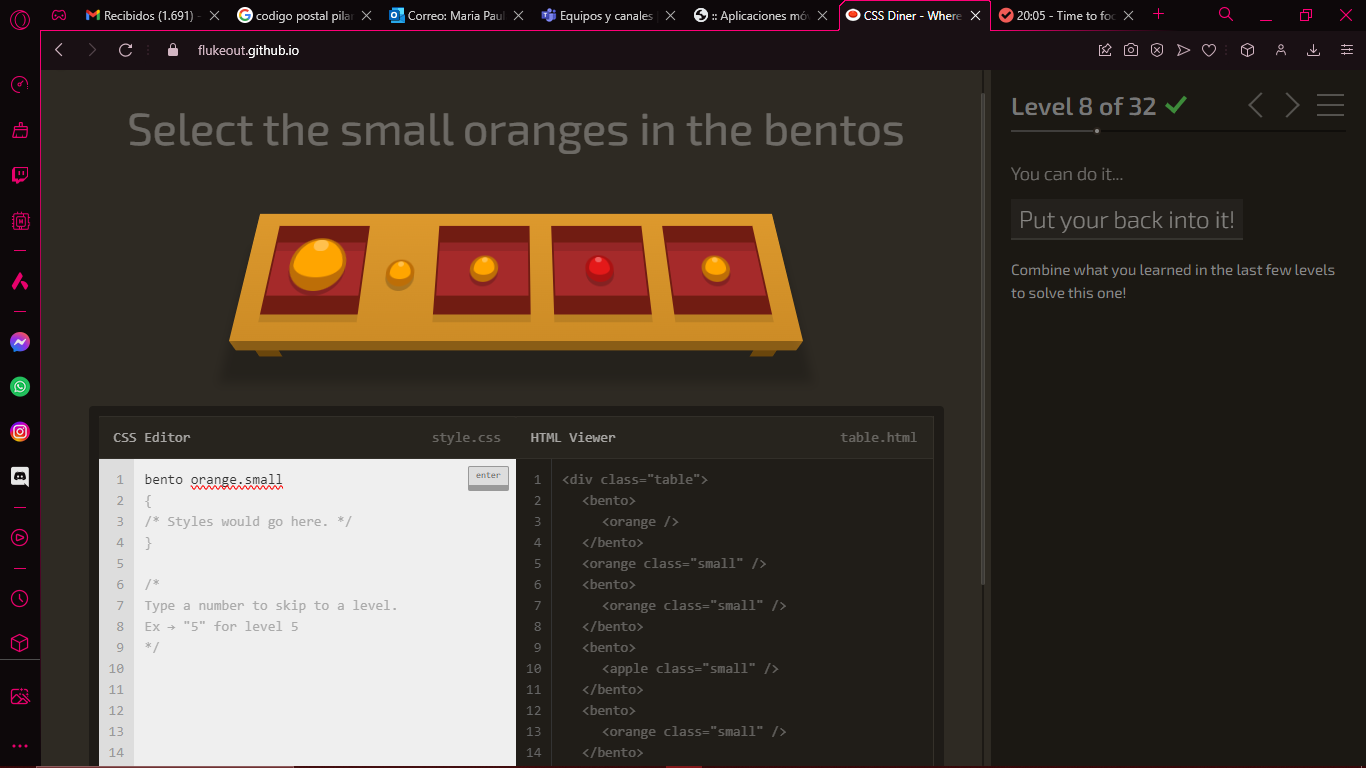 Recibidos (1.691) -
codigo postal pilar
Correo: Maria Paul
Equipos y canales
:: Aplicaciones móv
CSS Diner - Where
20:05 - Time to foc
flukeout.github.io
Select the small oranges in the bentos
Level 8 of 32
You can do it...
Put your back into it!
Combine what you learned in the last few levels
to solve this one!
CSS Editor
style.css
HTML Viewer
table.html
enter
1 bento orange.small
2 {
3 /* Styles would go here. */
4 }
5
6 /*
7 Type a number to skip to a level.
8 Ex → "5" for level 5
9 */
10
11
12
13
14
1 <div class="table">
2 <bento>
3 <orange />
4 </bento>
5 <orange class="small" />
6 <bento>
7 <orange class="small" />
8 </bento>
9 <bento>
10 <apple class="small" />
11 </bento>
12 <bento>
13 <orange class="small" />
14 </bento>